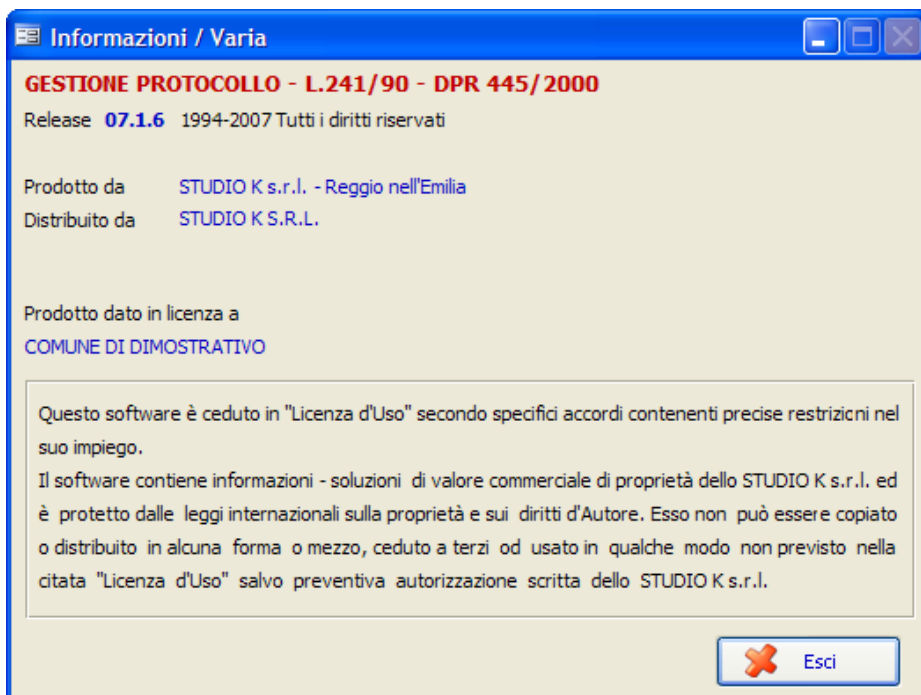 Informazioni / Varia
GESTIONE PROTOCOLLO - L.241/90 - DPR 445/2000
Release 07.1.6 1994-2007 Tutti i diritti riservati
Prodotto da STUDIO K s.r.l. - Reggio nell'Emilia
Distribuito da STUDIO K S.R.L.
Prodotto dato in licenza a
COMUNE DI DIMOSTRATIVO
Questo software è ceduto in "Licenza d'Uso" secondo specifici accordi contenenti precise restrizioni nel
suo impiego.
Il software contiene informazioni - soluzioni di valore commerciale di proprietà dello STUDIO K s.r.l. ed
è protetto dalle leggi internazionali sulla proprietà e sui diritti d'Autore. Esso non può essere copiato
o distribuito in alcuna forma o mezzo, ceduto a terzi od usato in qualche modo non previsto nella
citata "Licenza d'Uso" salvo preventiva autorizzazione scritta dello STUDIO K s.r.l.
Esci